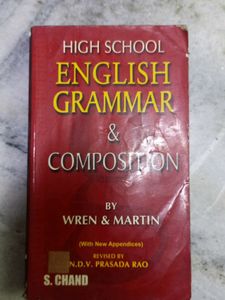 HIGH SCHOOL
ENGLISH
GRAMMAR
&
COMPOSITION
BY
WREN & MARTIN
(With New Appendices)
REVISED BY
N.D.V. PRASADA RAO
S. CHAND